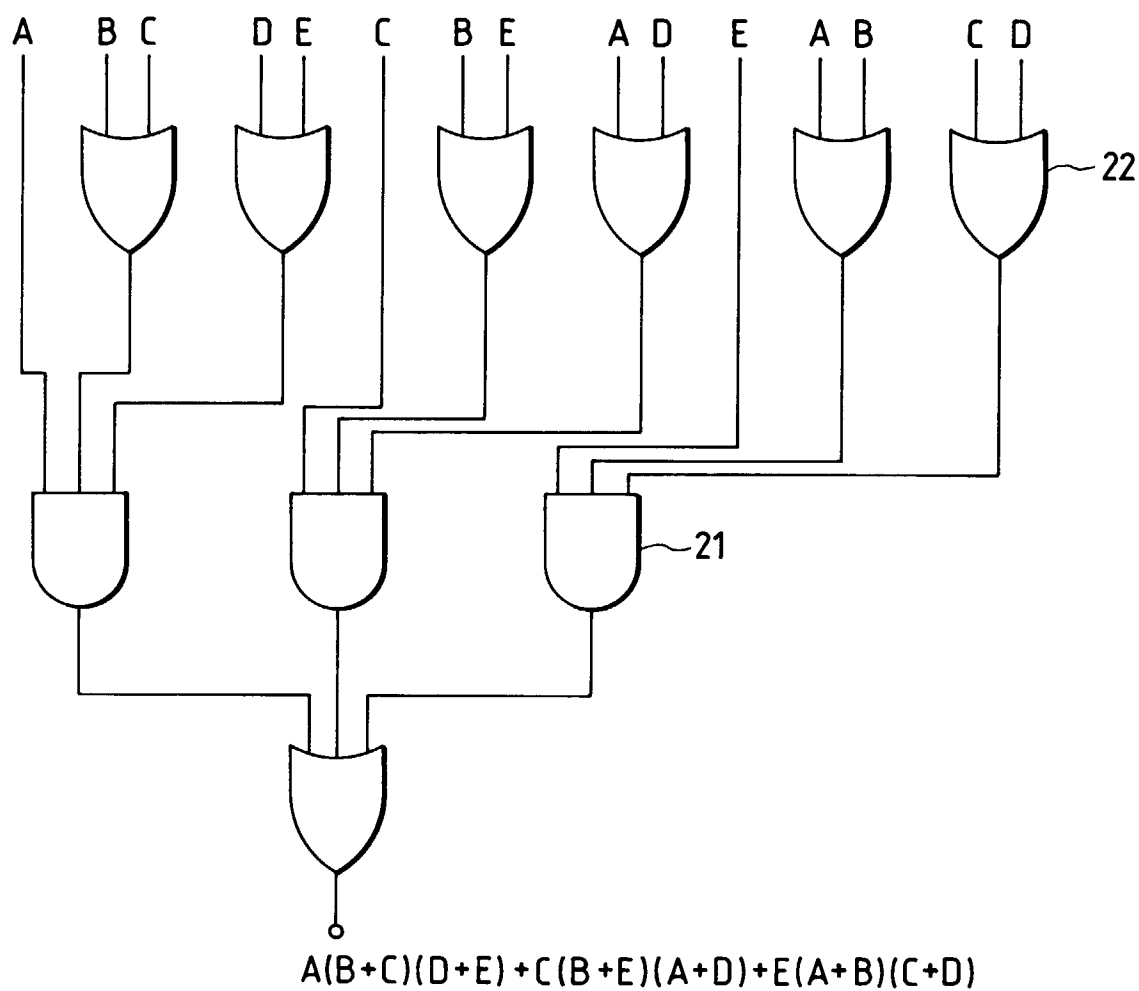 A B C D E C B E A D E A B C D
22
21
A(B+C)(D+E)+C(B+E)(A+D)+E(A+B)(C+D)